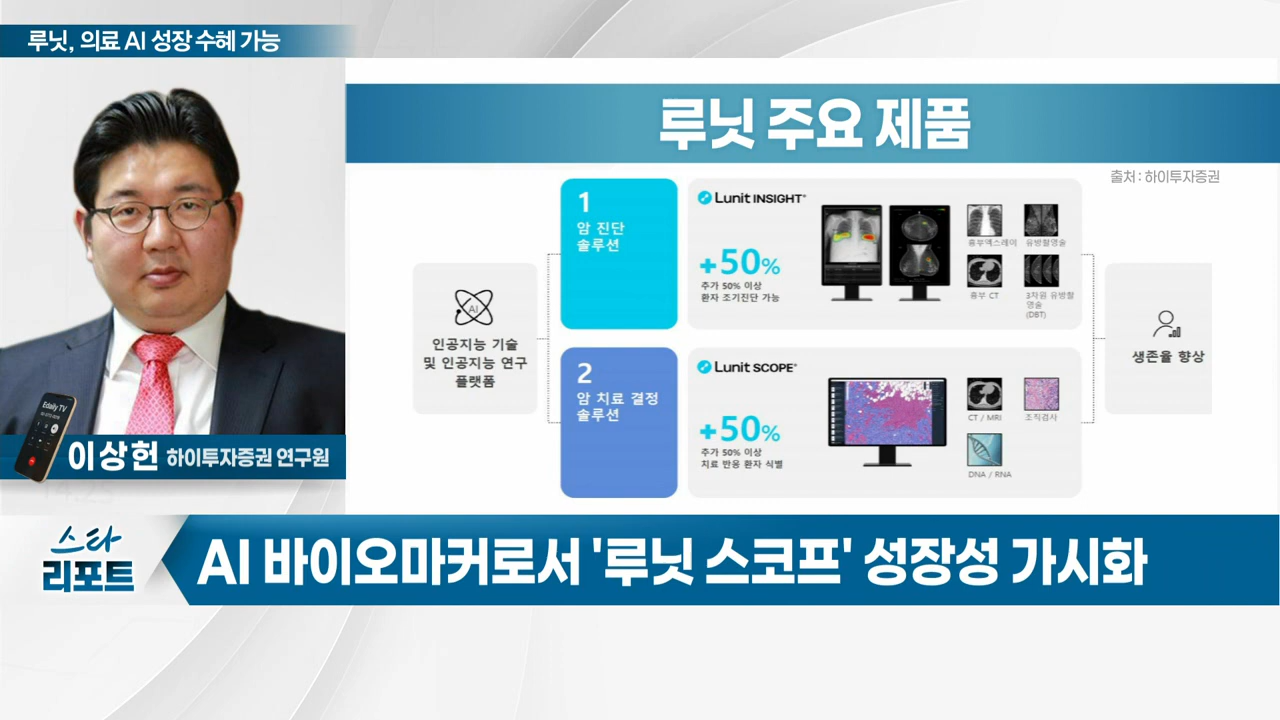 루닛, 의료 AI 성장 수혜 가능
루닛 주요 제품
출처 : 하이투자증권
AI
인공지능 기술
및 인공지능 연구
플랫폼
1
암 진단
솔루션
Lunit INSIGHT
+50%
추가 50% 이상
환자 조기진단 가능
흉부엑스레이
유방촬영술
흉부 CT
3차원 유방촬
영술
(DBT)
2
암 치료 결정
솔루션
Lunit SCOPE
+50%
추가 50% 이상
치료 반응 환자 식별
CT / MRI
조직검사
DNA / RNA
생존율 향상
Edaily TV
이상헌 하이투자증권 연구원
14:25
스타
리포트
AI 바이오마커로서 '루닛 스코프' 성장성 가시화